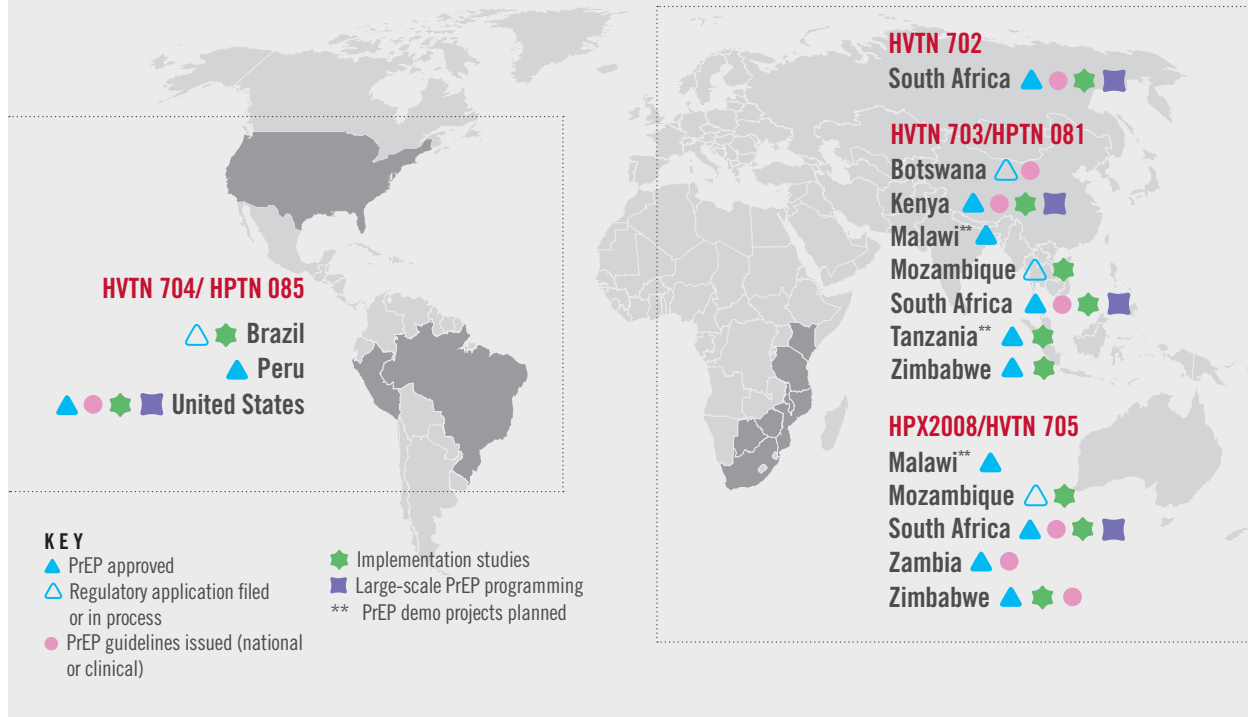 HVTN 704/ HPTN 085
Brazil
Peru
United States
HVTN 702
South Africa
HVTN 703/HPTN 081
Botswana
Kenya
Malawi**
Mozambique
South Africa
Tanzania**
Zimbabwe
HPX2008/HVTN 705
Malawi**
Mozambique
South Africa
Zambia
Zimbabwe
KEY
PrEP approved
Regulatory application filed
or in process
PrEP guidelines issued (national
or clinical)
Implementation studies
Large-scale PrEP programming
** PrEP demo projects planned